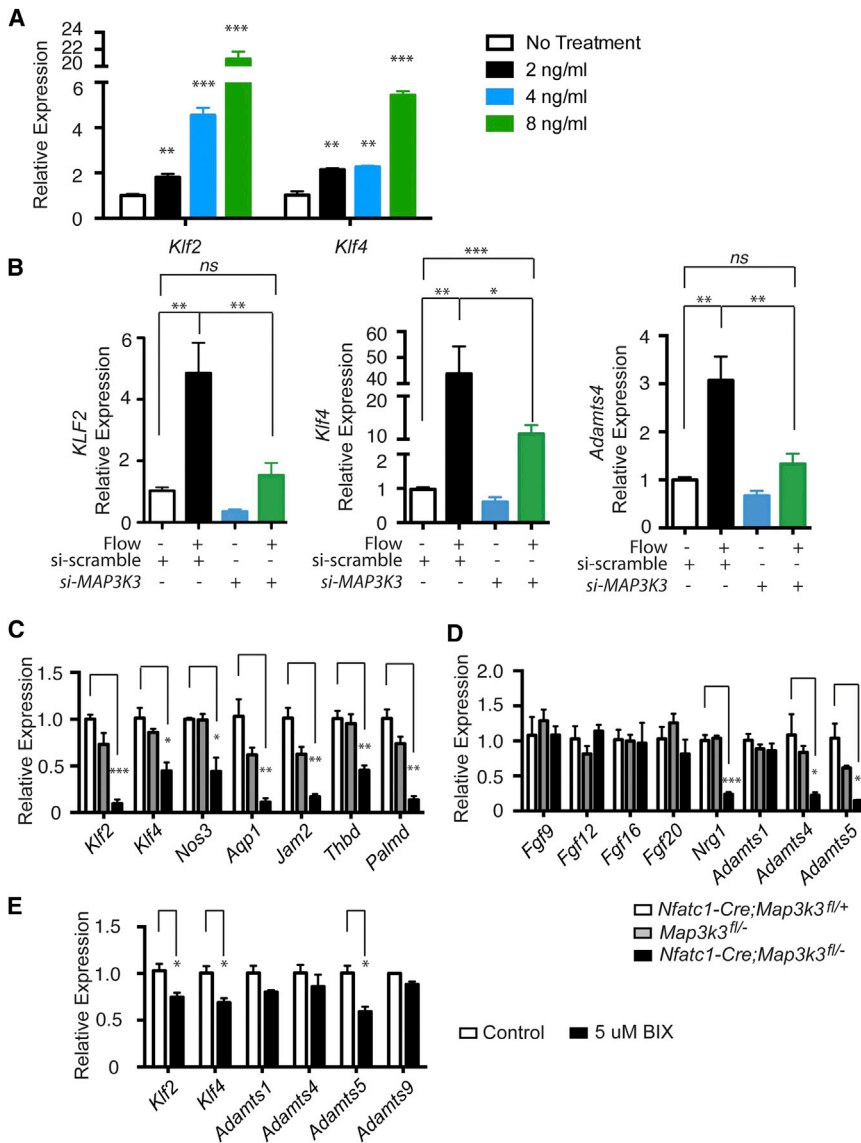 A
Relative Expression
24
22
20
6
4
2
0
***
***
**
***
**
**
Klf2
Klf4
No Treatment
2 ng/ml
4 ng/ml
8 ng/ml
B
ns
**
**
KLF2
Relative Expression
6
4
2
0
***
**
*
Klf4
Relative Expression
60
50
40
20
10
2
1
0
ns
**
**
Adamts4
Relative Expression
4
3
2
1
0
Flow - + - +
si-scramble + + - -
si-MAP3K3 - - + +
- + - +
+ + - -
si-MAP3K3 - - + +
Flow - + - +
si-scramble + + - -
si-MAP3K3 - - + +
C
Relative Expression
1.5
1.0
0.5
0
***
*
*
**
**
**
**
Klf2
Klf4
Nos3
Aqp1
Jam2
Thbd
Palmd
D
Relative Expression
2.0
1.5
1.0
0.5
0
***
*
*
Fgf9
Fgf12
Fgf16
Fgf20
Nrg1
Adamts1
Adamts4
Adamts5
Nfatc1-Cre;Map3k3fl/+
Map3k3fl/-
Nfatc1-Cre;Map3k3fl/-
E
Relative Expression
1.5
1.0
0.5
0
*
*
*
Klf2
Klf4
Adamts1
Adamts4
Adamts5
Adamts9
Control
5 uM BIX